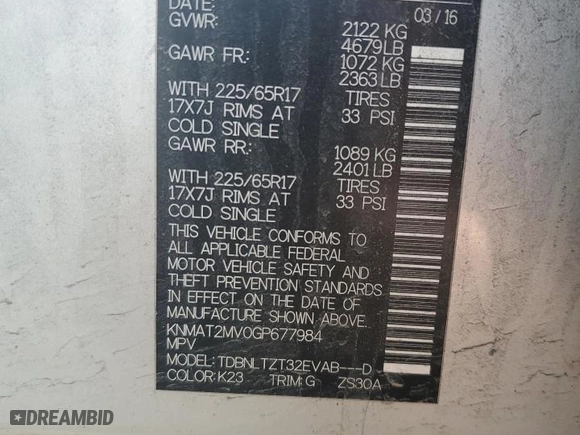 DATE: 03/16
GVWR: 2122 KG
4679LB
GAWR FR: 1072 KG
2363 LB
WITH 225/65R17 TIRES
17X7J RIMS AT 33 PSI
COLD SINGLE
GAWR RR: 1089 KG
2401 LB
WITH 225/65R17 TIRES
17X7J RIMS AT 33 PSI
COLD SINGLE
THIS VEHICLE CONFORMS TO
ALL APPLICABLE FEDERAL
MOTOR VEHICLE SAFETY AND
THEFT PREVENTION STANDARDS
IN EFFECT ON THE DATE OF
MANUFACTURE SHOWN ABOVE.
KNMAT2MV0GP677984
MPV
MODEL: TDBNLTZT32EVAB---D
COLOR:K23 TRIM:G ZS30A
DREAMBID